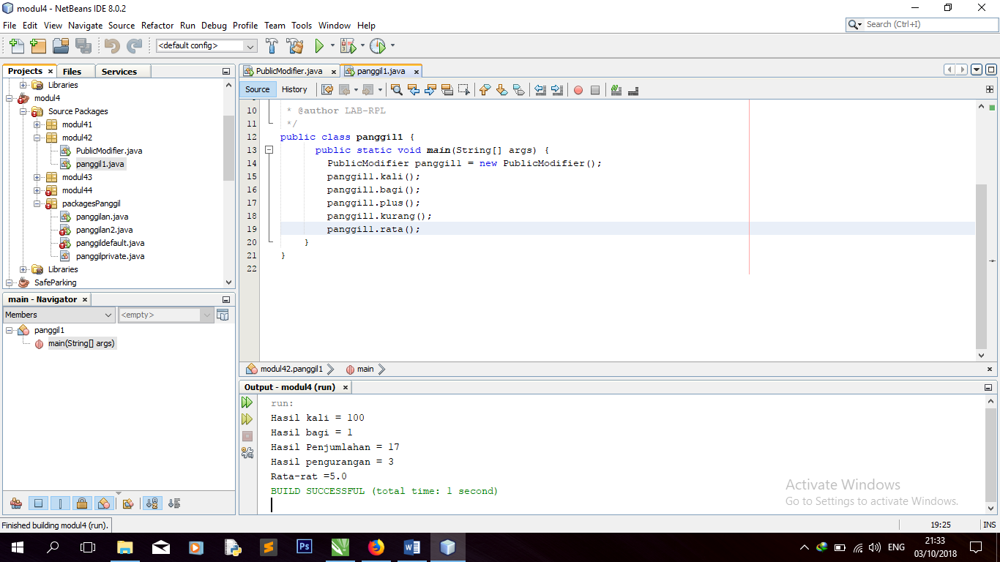 modul4 - NetBeans IDE 8.0.2
File Edit View Navigate Source Refactor Run Debug Profile Team Tools Window Help
Search (Ctrl+I)
<default config>
Projects Files Services
Libraries
modul4
Source Packages
modul41
modul42
PublicModifier.java
panggil1.java
modul43
modul44
packagesPanggil
panggilan.java
panggilan2.java
panggildefault.java
panggilprivate.java
Libraries
SafeParking
main - Navigator
Members
<empty>
panggil1
main(String[] args)
PublicModifier.java panggil1.java
Source History
10 * @author LAB-RPL
11 */
12 public class panggil1 {
13 public static void main(String[] args) {
14 PublicModifier panggil1 = new PublicModifier();
15 panggil1.kali();
16 panggil1.bagi();
17 panggil1.plus();
18 panggil1.kurang();
19 panggil1.rata();
20 }
21 }
22
modul42.panggil1 main
Output - modul4 (run)
run:
Hasil kali = 100
Hasil bagi = 1
Hasil Penjumlahan = 17
Hasil pengurangan = 3
Rata-rat =5.0
BUILD SUCCESSFUL (total time: 1 second)
Activate Windows
Go to Settings to activate Windows.
Finished building modul4 (run).
19:25 INS
Ps
ENG
21:33
03/10/2018